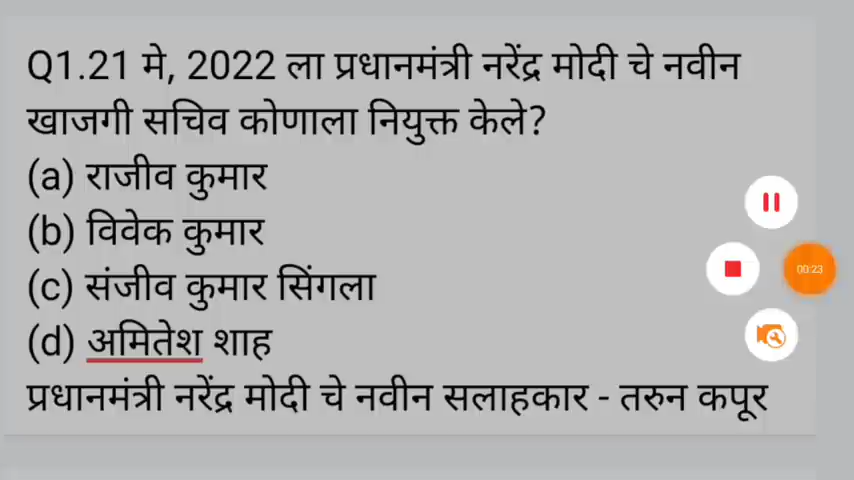 Q1.21 मे, 2022 ला प्रधानमंत्री नरेंद्र मोदी चे नवीन
खाजगी सचिव कोणाला नियुक्त केले?
(a) राजीव कुमार
(b) विवेक कुमार
(c) संजीव कुमार सिंगला
(d) अमितेश शाह
प्रधानमंत्री नरेंद्र मोदी चे नवीन सलाहकार - तरुन कपूर
00:23